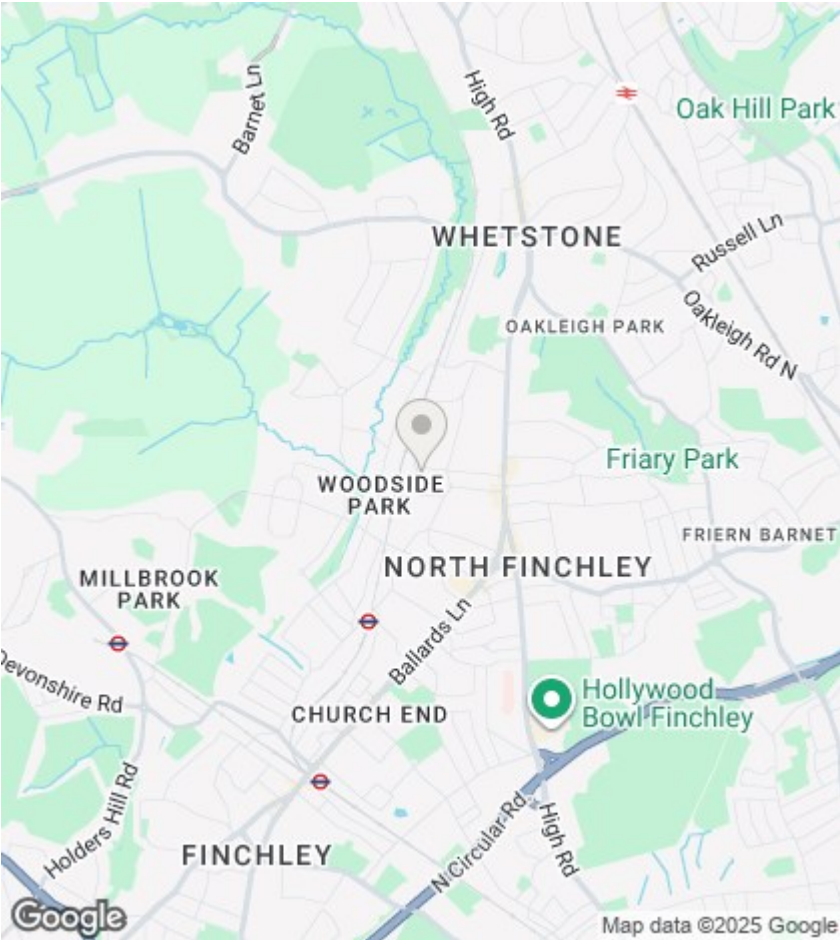 High Rd
Barnet Ln
Oak Hill Park
WHETSTONE
Russell Ln
OAKLEIGH PARK
Oakleigh Rd N
Friary Park
WOODSIDE
PARK
FRIERN BARNET
NORTH FINCHLEY
MILLBROOK
PARK
Ballards Ln
Devonshire Rd
Hollywood
Bowl Finchley
CHURCH END
Holders Hill Rd
N Circular Rd
High Rd
FINCHLEY
Google
Map data ©2025 Google